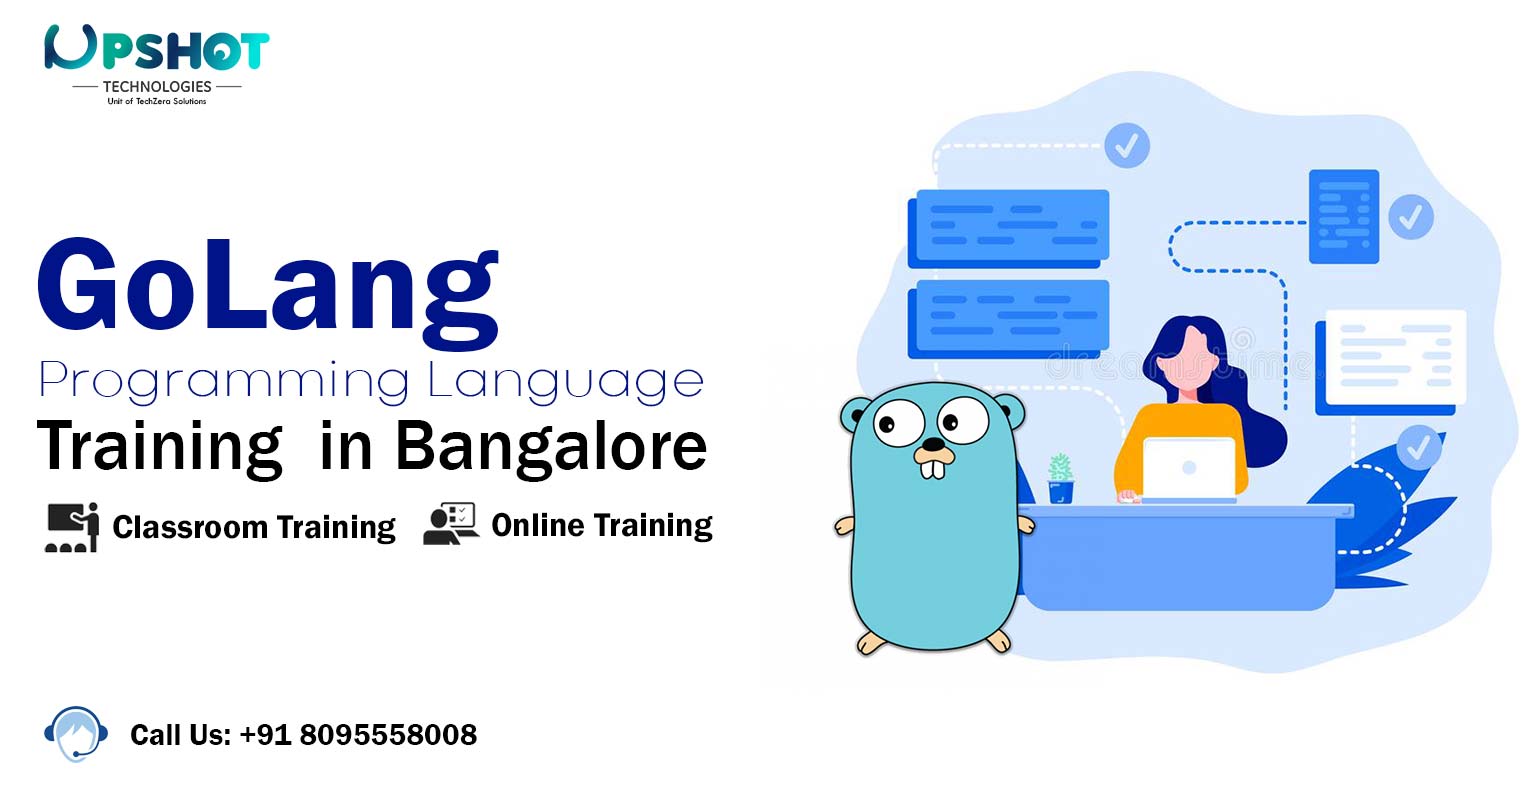 UPSHOT
TECHNOLOGIES
Unit of TechZera Solutions
GoLang
Programming Language
Training in Bangalore
Classroom Training
Online Training
dreamstime.
Call Us: +91 8095558008